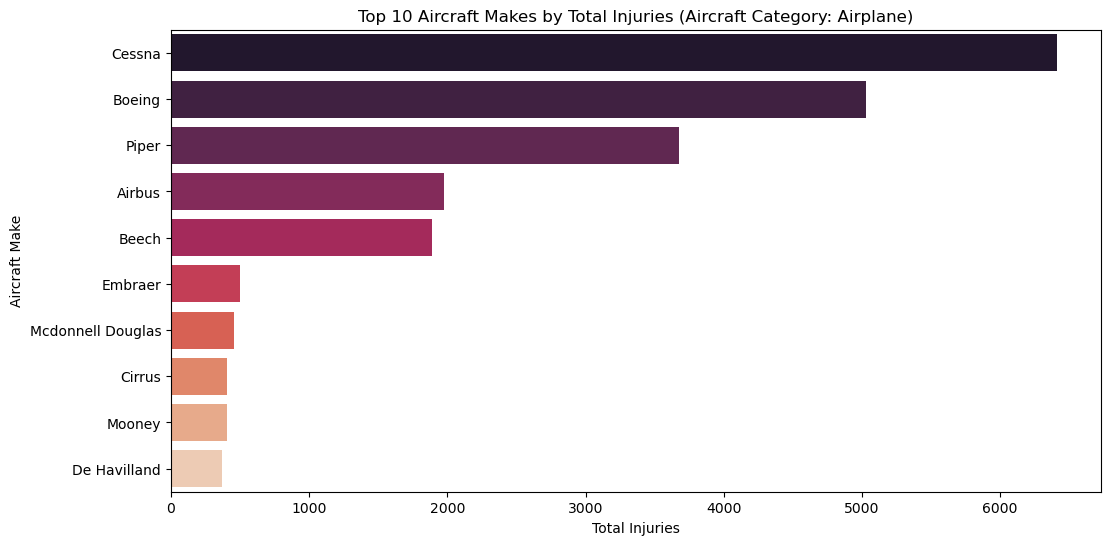 Top 10 Aircraft Makes by Total Injuries (Aircraft Category: Airplane)
Aircraft Make
Cessna
Boeing
Piper
Airbus
Beech
Embraer
Mcdonnell Douglas
Cirrus
Mooney
De Havilland
0 1000 2000 3000 4000 5000 6000
Total Injuries